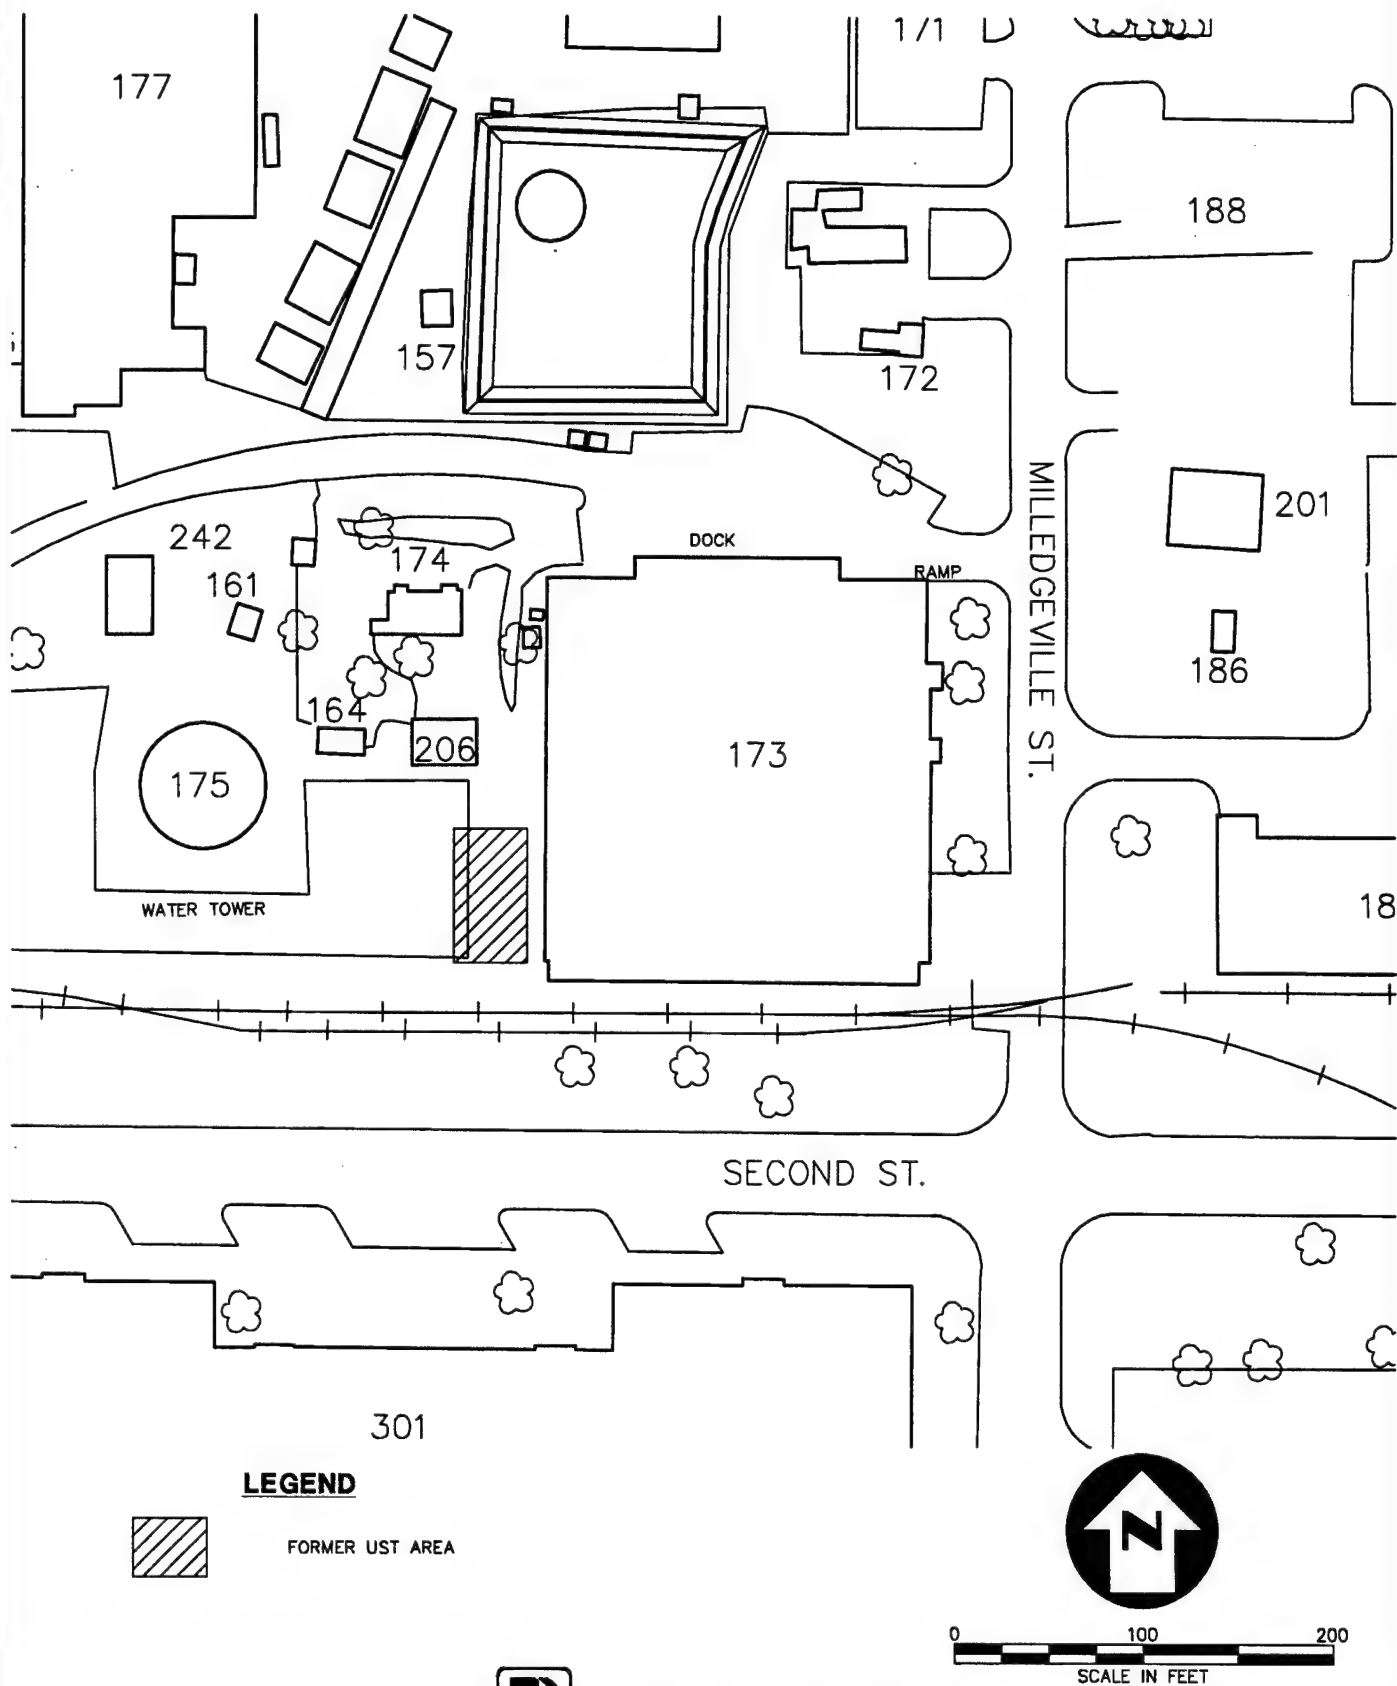 171
177
188
157
172
201
MILLEDGEVILLE ST.
242
DOCK
174
RAMP
161
186
164
206
173
175
18
WATER TOWER
SECOND ST.
301
LEGEND
FORMER UST AREA
N
0 100 200
SCALE IN FEET